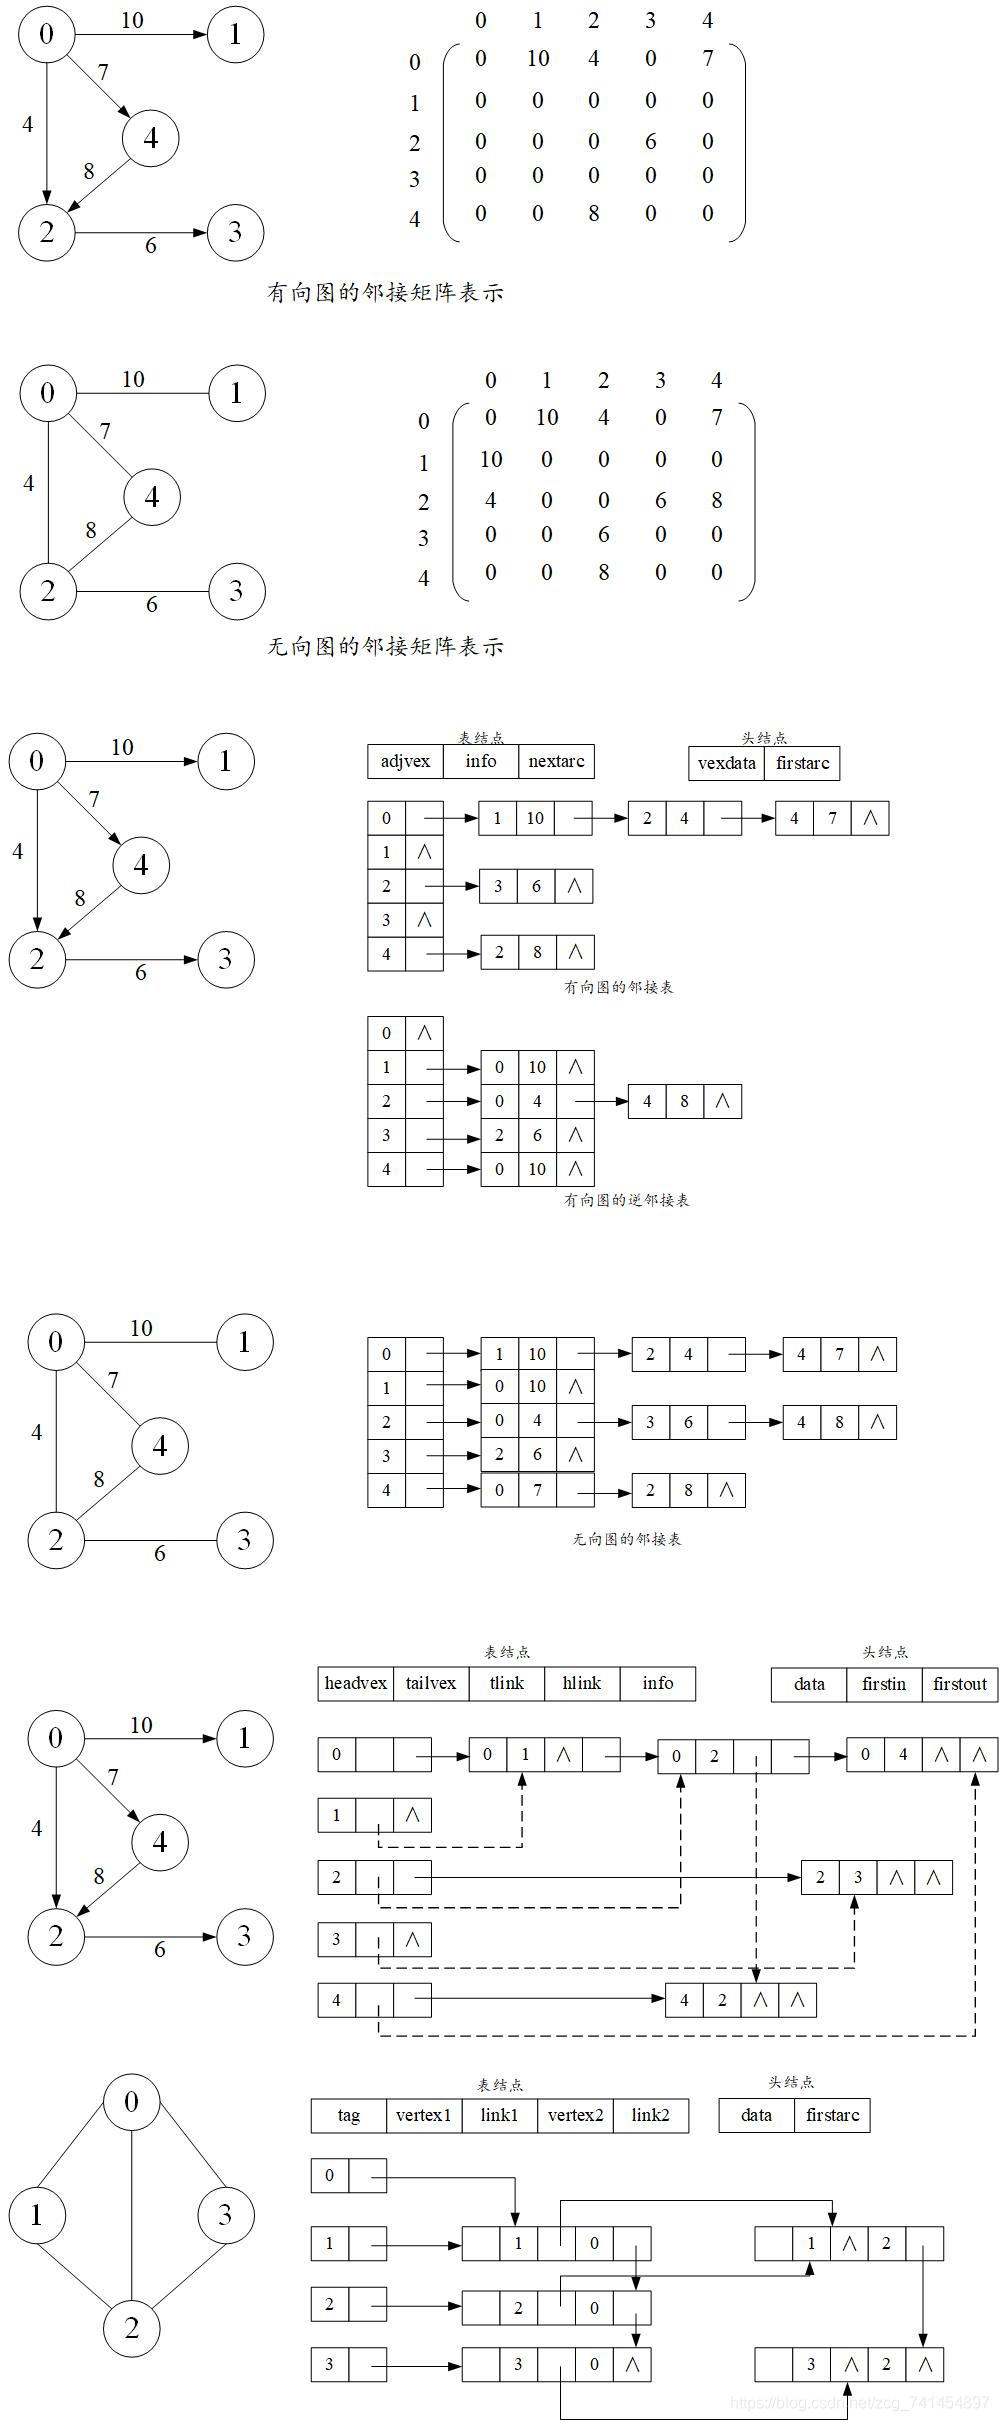 0 10 1
7
4
4
8
2 6 3
0 1 2 3 4
0 0 10 4 0 7
1 0 0 0 0 0
2 0 0 0 6 0
3 0 0 0 0 0
4 0 0 8 0 0
有向图的邻接矩阵表示
0 10 1
7
4
4
8
2 6 3
0 1 2 3 4
0 0 10 4 0 7
1 10 0 0 0 0
2 4 0 0 6 8
3 0 0 6 0 0
4 0 0 8 0 0
无向图的邻接矩阵表示
0 10 1
7
4
4
8
2 6 3
表结点
adjvex info nextarc
头结点
vexdata firstarc
0 1 10 2 4 4 7 ∧
1 ∧
2 3 6 ∧
3 ∧
4 2 8 ∧
有向图的邻接表
0 ∧
1 0 10 ∧
2 0 4 4 8 ∧
3 2 6 ∧
4 0 10 ∧
有向图的逆邻接表
0 10 1
7
4
4
8
2 6 3
0 1 10 2 4 4 7 ∧
1 0 10 ∧
2 0 4 3 6 4 8 ∧
3 2 6 ∧
4 0 7 2 8 ∧
无向图的邻接表
0 10 1
7
4
4
8
2 6 3
表结点
headvex tailvex tlink hlink info
头结点
data firstin firstout
0 0 1 ∧ 0 2 0 4 ∧ ∧
1 ∧
2 2 3 ∧ ∧
3 ∧
4 4 2 ∧ ∧
0
1 3
2
表结点
tag vertex1 link1 vertex2 link2
头结点
data firstarc
0
1 1 0 1 ∧ 2
2 2 0
3 3 0 ∧ 3 ∧ 2 ∧
https://blog.csdn.net/zcg_741454897